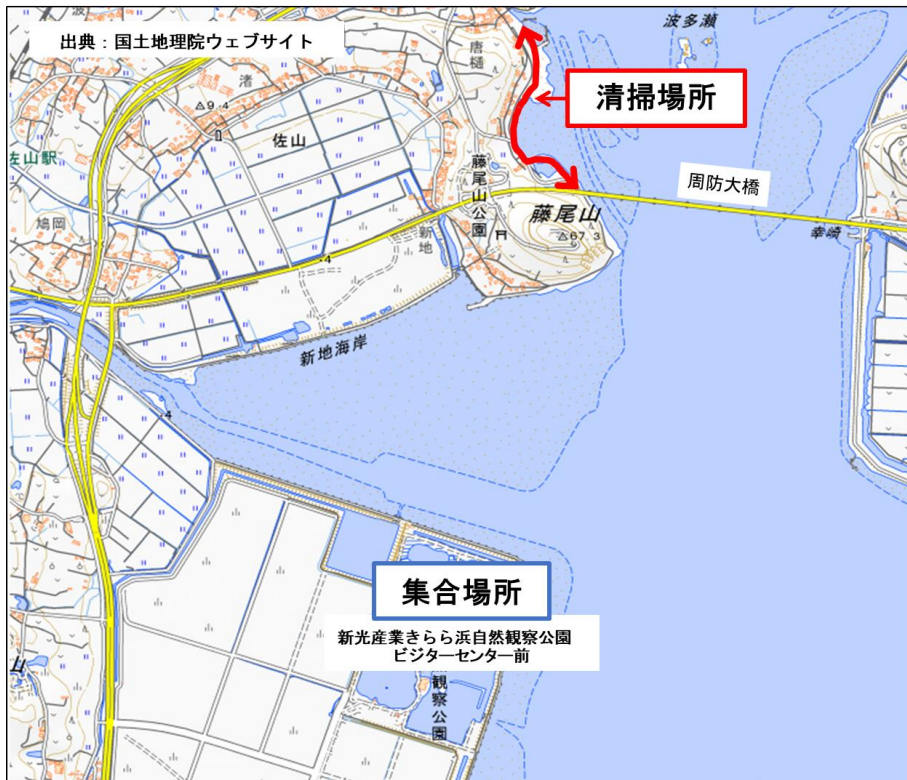 出典：国土地理院ウェブサイト
波多瀬
唐樋
渚
清掃場所
9.4
佐山
佐山駅
周防大橋
藤尾山公園
藤尾山
鳩岡
新地
67.3
幸崎
4
新地海岸
4
集合場所
新光産業きらら浜自然観察公園
ビジターセンター前
観察公園
山